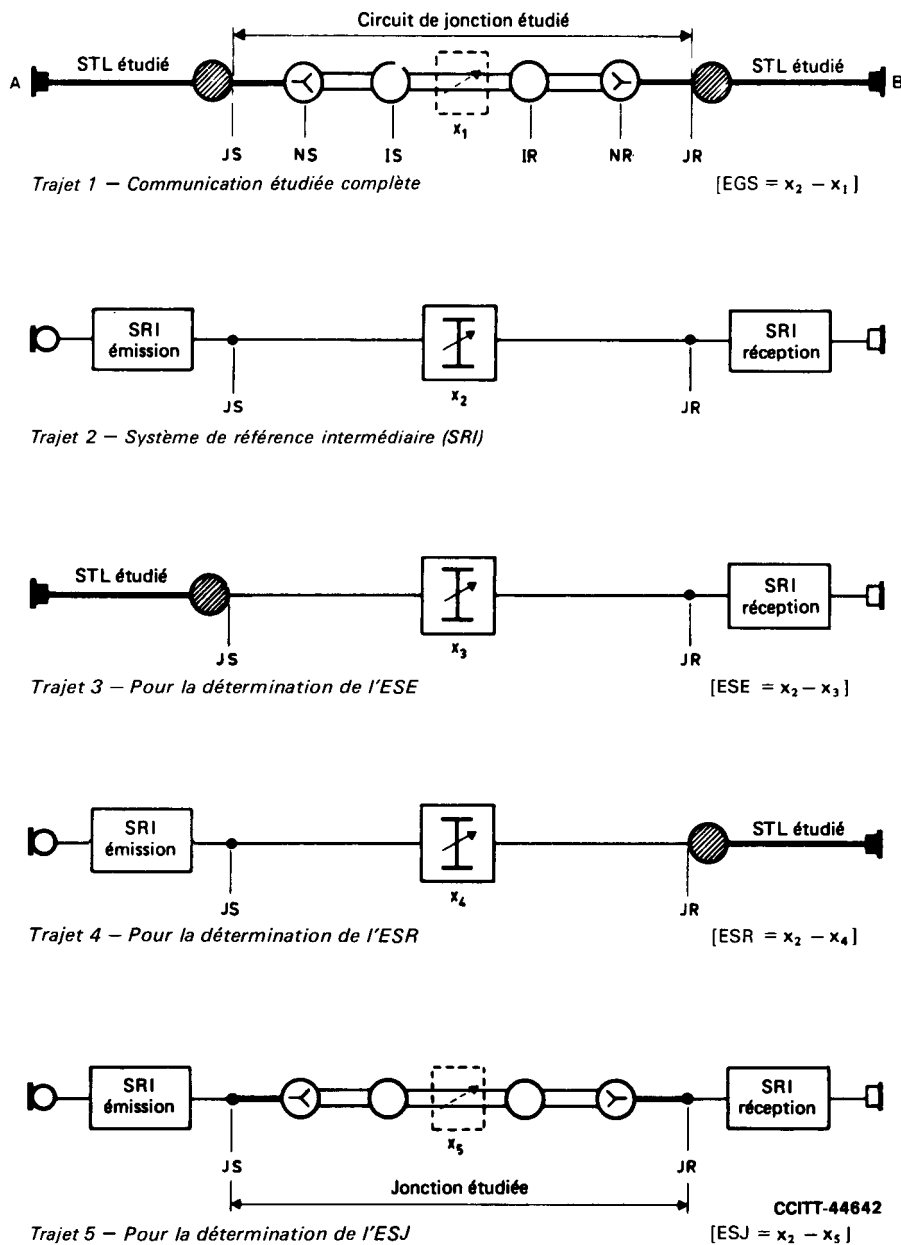 Circuit de jonction étudié
STL étudié
STL étudié
A
B
x1
JS NS IS IR NR JR
Trajet 1 — Communication étudiée complète [EGS = x2 — x1]
SRI émission
SRI réception
x2
JS JR
Trajet 2 — Système de référence intermédiaire (SRI)
STL étudié
SRI réception
x3
JS JR
Trajet 3 — Pour la détermination de l'ESE [ESE = x2 — x3]
SRI émission
STL étudié
x4
JS JR
Trajet 4 — Pour la détermination de l'ESR [ESR = x2 — x4]
SRI émission
SRI réception
x5
JS JR
Jonction étudiée
CCITT-44642
Trajet 5 — Pour la détermination de l'ESJ [ESJ = x2 — x5]